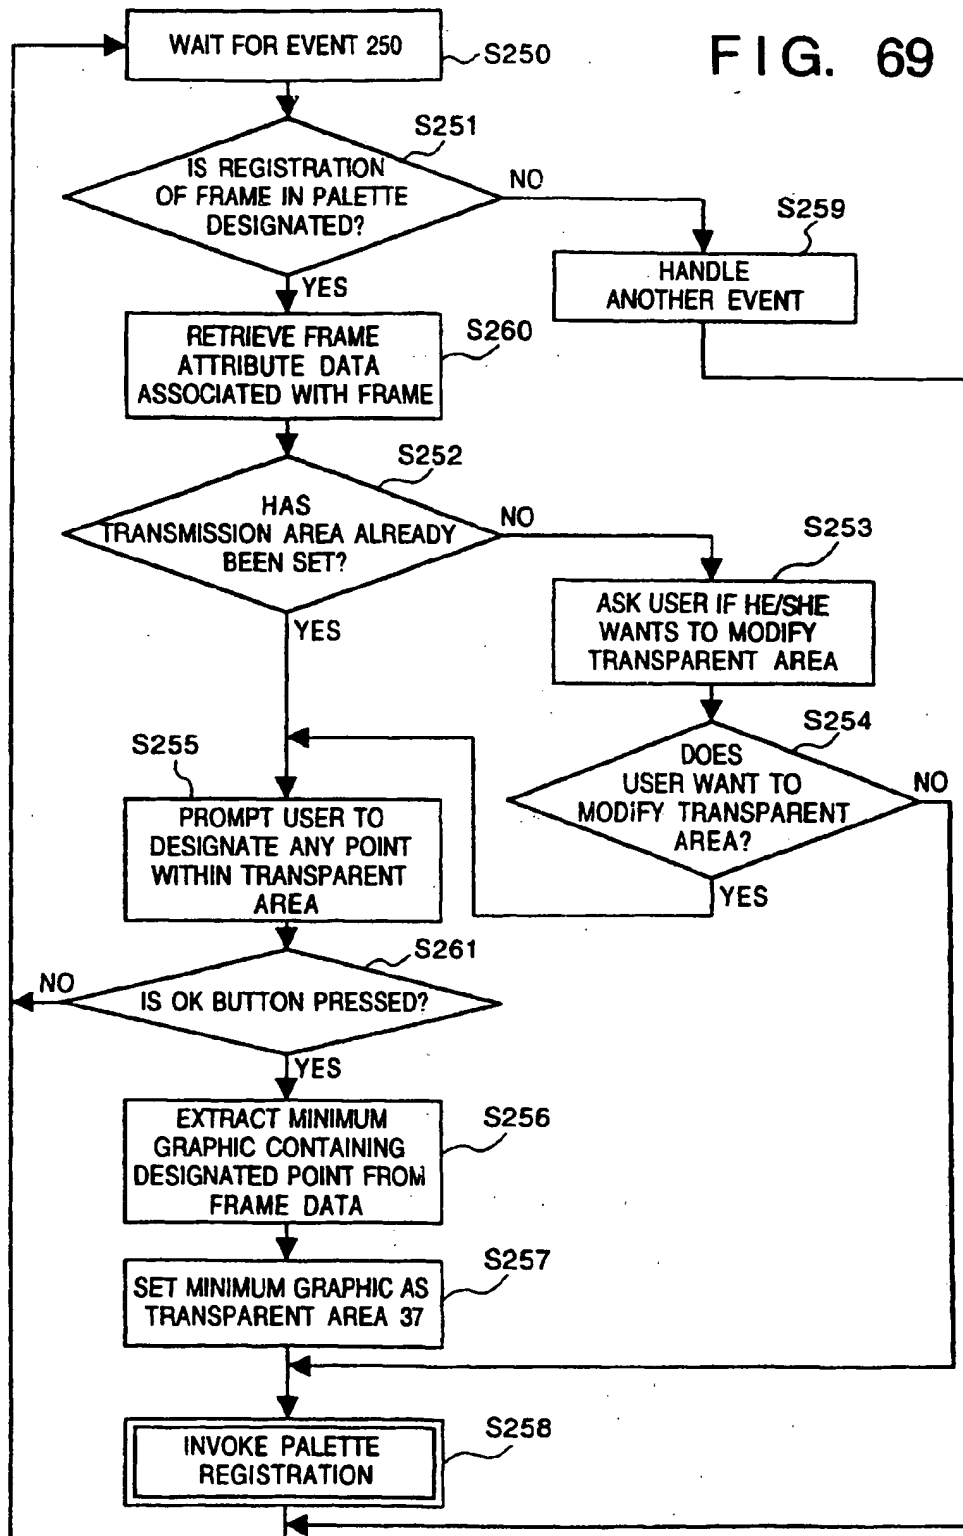 FIG. 69
WAIT FOR EVENT 250
S250
S251
IS REGISTRATION
OF FRAME IN PALETTE
DESIGNATED?
NO
YES
S259
HANDLE
ANOTHER EVENT
S260
RETRIEVE FRAME
ATTRIBUTE DATA
ASSOCIATED WITH FRAME
S252
HAS
TRANSMISSION AREA ALREADY
BEEN SET?
NO
YES
S253
ASK USER IF HE/SHE
WANTS TO MODIFY
TRANSPARENT AREA
S254
DOES
USER WANT TO
MODIFY TRANSPARENT
AREA?
NO
YES
S255
PROMPT USER TO
DESIGNATE ANY POINT
WITHIN TRANSPARENT
AREA
S261
IS OK BUTTON PRESSED?
NO
YES
S256
EXTRACT MINIMUM
GRAPHIC CONTAINING
DESIGNATED POINT FROM
FRAME DATA
S257
SET MINIMUM GRAPHIC AS
TRANSPARENT AREA 37
S258
INVOKE PALETTE
REGISTRATION